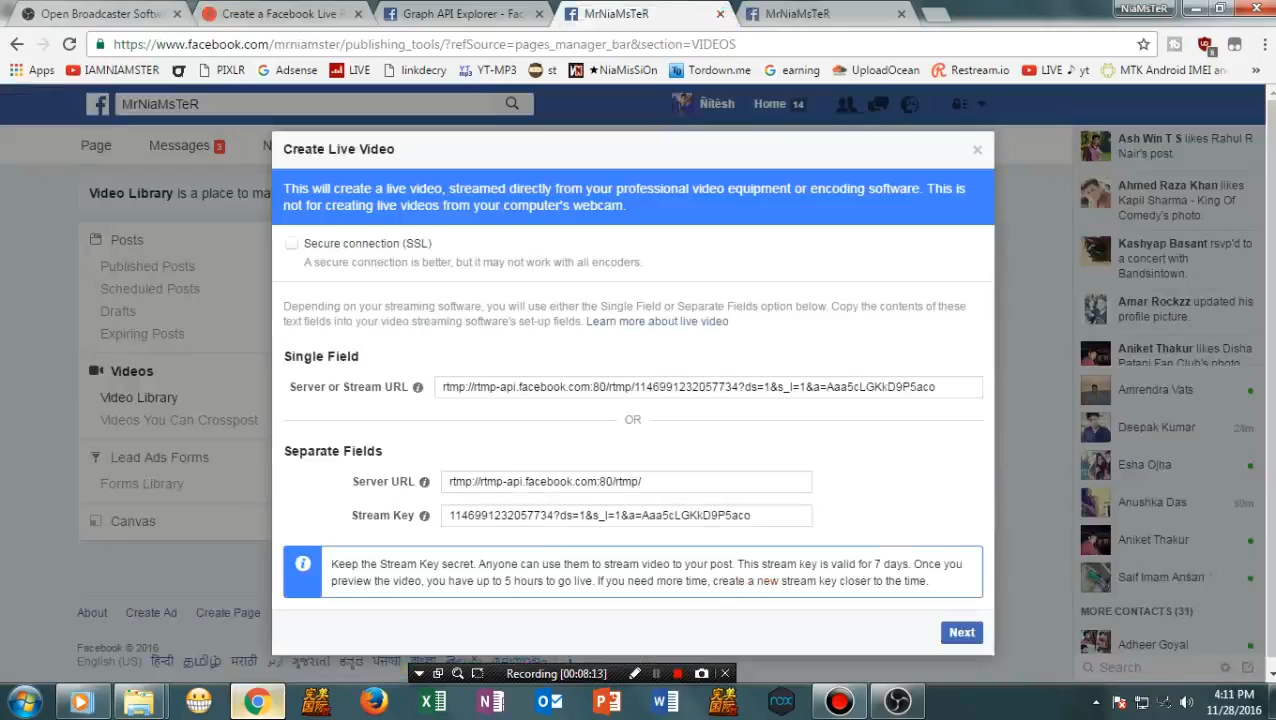 Open Broadcaster Softw
Create a Facebook Live
Graph API Explorer - Fac
MrNiaMsTeR
MrNiaMsTeR
NiaMsTeR
https://www.facebook.com/mrniamster/publishing_tools/?refSource=pages_manager_bar&section=VIDEOS
Apps
IAMNIAMSTER
PIXLR
Adsense
LIVE
linkdecry
YT-MP3
st
★NiaMisSiOn
Tordown.me
earning
UploadOcean
Restream.io
LIVE ♪ yt
MTK Android IMEI an
»
MrNiaMsTeR
Ñitèsh
Home 14
Page
Messages 3
N
Create Live Video
This will create a live video, streamed directly from your professional video equipment or encoding software. This is
not for creating live videos from your computer's webcam.
Video Library is a place to ma
Posts
Published Posts
Scheduled Posts
Drafts
Expiring Posts
Videos
Video Library
Videos You Can Crosspost
Lead Ads Forms
Forms Library
Canvas
Secure connection (SSL)
A secure connection is better, but it may not work with all encoders.
Depending on your streaming software, you will use either the Single Field or Separate Fields option below. Copy the contents of these
text fields into your video streaming software's set-up fields. Learn more about live video
Single Field
Server or Stream URL
rtmp://rtmp-api.facebook.com:80/rtmp/1146991232057734?ds=1&s_l=1&a=Aaa5cLGKkD9P5aco
OR
Separate Fields
Server URL
rtmp://rtmp-api.facebook.com:80/rtmp/
Stream Key
1146991232057734?ds=1&s_l=1&a=Aaa5cLGKkD9P5aco
Keep the Stream Key secret. Anyone can use them to stream video to your post. This stream key is valid for 7 days. Once you
preview the video, you have up to 5 hours to go live. If you need more time, create a new stream key closer to the time.
Next
About Create Ad Create Page
Facebook © 2016
English (US) हिन्दी தமிழ் मराठी
Ash Win T S likes Rahul R
Nair's post.
Ahmed Raza Khan likes
Kapil Sharma - King Of
Comedy's photo.
Kashyap Basant rsvp'd to
a concert with
Bandsintown.
Amar Rockzz updated his
profile picture.
Aniket Thakur likes Disha
Patani Fan Club's photo.
Amrendra Vats
Deepak Kumar 28m
Esha Ojha
Anushka Das 60m
Aniket Thakur
Saif Imam Ansari
MORE CONTACTS (31)
Adheer Goyal
Search
Recording [00:08:13]
nox
4:11 PM
11/28/2016